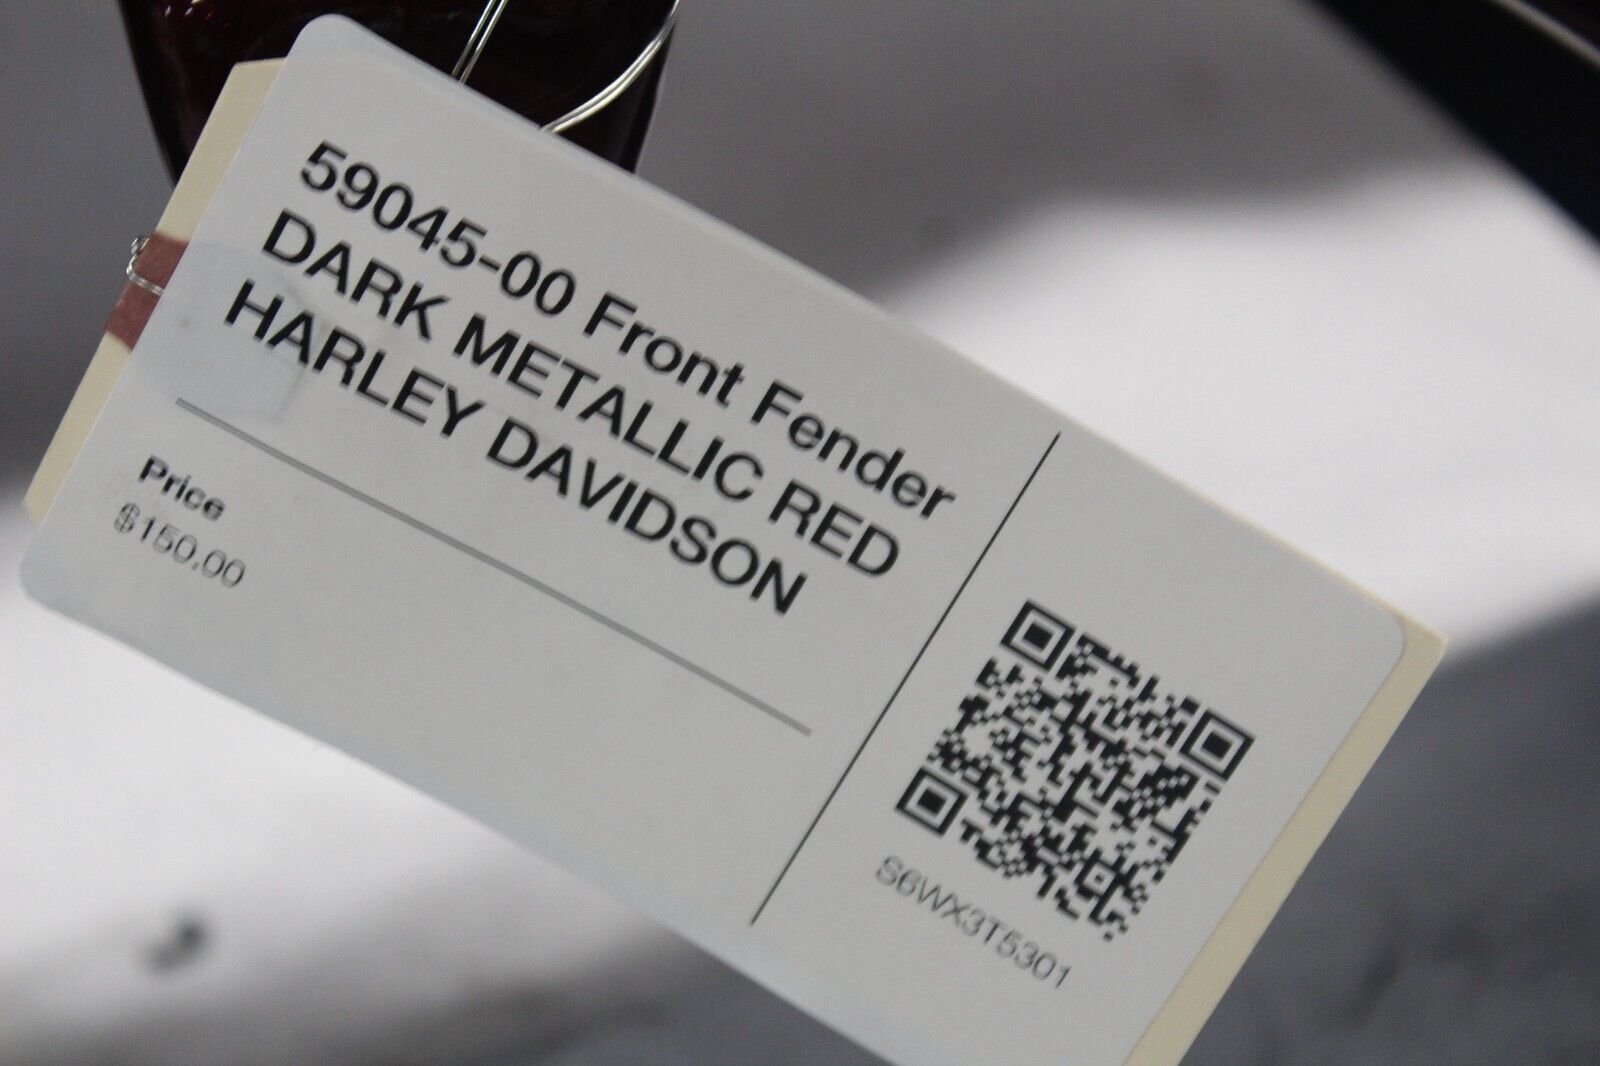 59045-00 Front Fender
DARK METALLIC RED
HARLEY DAVIDSON
Price
$150.00
S6WX3T5301